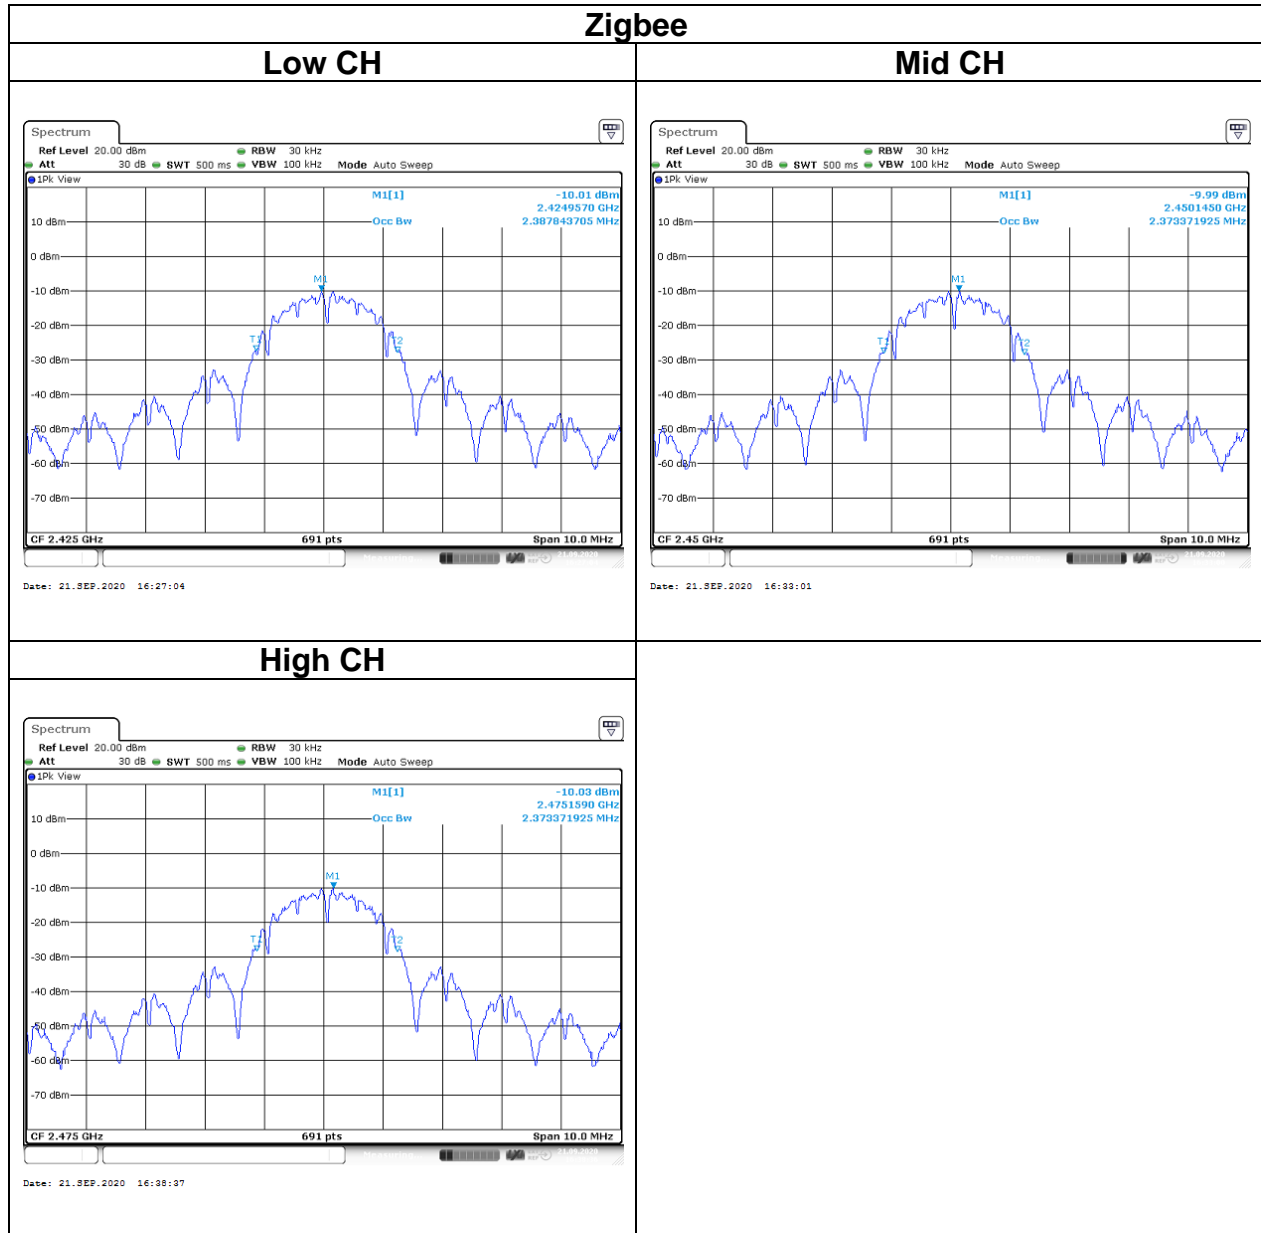 Zigbee
Low CH
Mid CH
Spectrum
Ref Level 20.00 dBm RBW 30 kHz
Att 30 dB SWT 500 ms VBW 100 kHz Mode Auto Sweep
1Pk View
M1[1] -10.01 dBm
2.4249570 GHz
Occ Bw 2.387843705 MHz
10 dBm
0 dBm
M1
-10 dBm
-20 dBm
T1
T2
-30 dBm
-40 dBm
-50 dBm
-60 dBm
-70 dBm
CF 2.425 GHz 691 pts Span 10.0 MHz
21.09.2020
Date: 21.SEP.2020 16:27:04
Spectrum
Ref Level 20.00 dBm RBW 30 kHz
Att 30 dB SWT 500 ms VBW 100 kHz Mode Auto Sweep
1Pk View
M1[1] -9.99 dBm
2.4501450 GHz
Occ Bw 2.373371925 MHz
10 dBm
0 dBm
M1
-10 dBm
-20 dBm
T1
T2
-30 dBm
-40 dBm
-50 dBm
-60 dBm
-70 dBm
CF 2.45 GHz 691 pts Span 10.0 MHz
21.09.2020
Date: 21.SEP.2020 16:33:01
High CH
Spectrum
Ref Level 20.00 dBm RBW 30 kHz
Att 30 dB SWT 500 ms VBW 100 kHz Mode Auto Sweep
1Pk View
M1[1] -10.03 dBm
2.4751590 GHz
Occ Bw 2.373371925 MHz
10 dBm
0 dBm
M1
-10 dBm
-20 dBm
T1
T2
-30 dBm
-40 dBm
-50 dBm
-60 dBm
-70 dBm
CF 2.475 GHz 691 pts Span 10.0 MHz
21.09.2020
Date: 21.SEP.2020 16:38:37